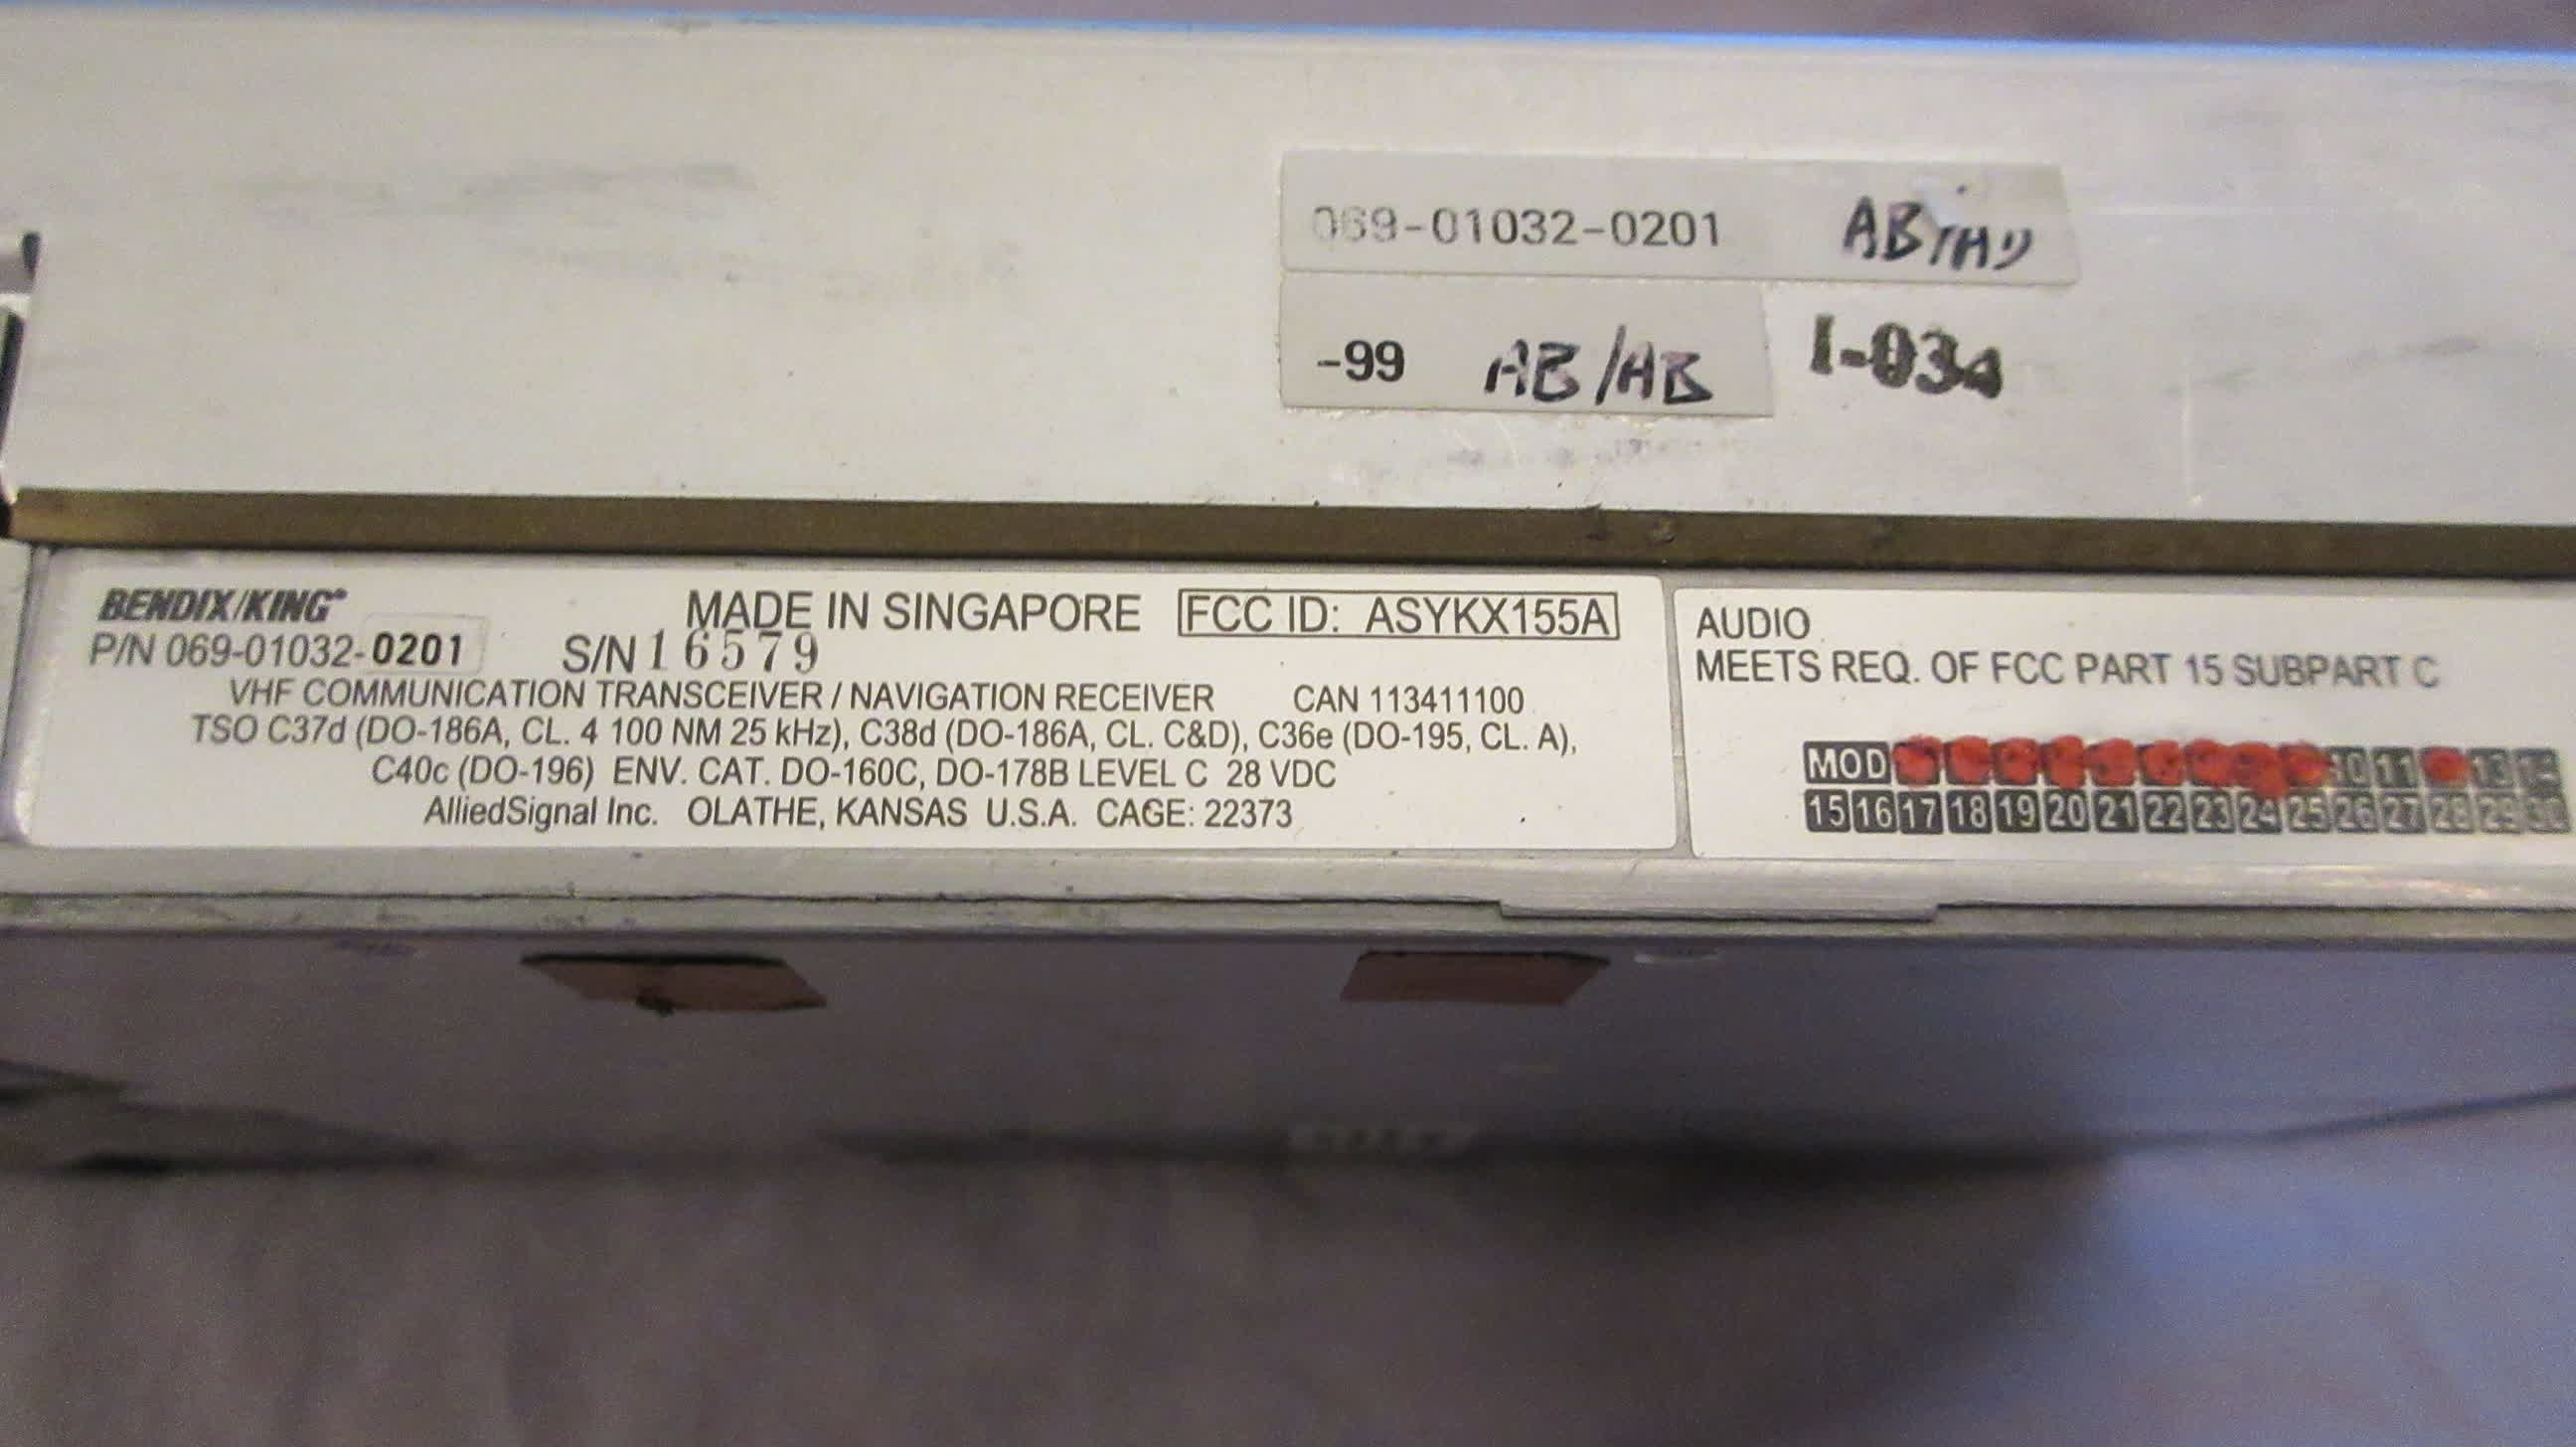 069-01032-0201
-99 AB/AB 1-03
BENDIX/KING®
MADE IN SINGAPORE FCC ID: ASYKX155A
P/N 069-01032-0201 S/N 16579
VHF COMMUNICATION TRANSCEIVER / NAVIGATION RECEIVER CAN 113411100
TSO C37d (DO-186A, CL. 4 100 NM 25 kHz), C38d (DO-186A, CL. C&D), C36e (DO-195, CL. A),
C40c (DO-196) ENV. CAT. DO-160C, DO-178B LEVEL C 28 VDC
AlliedSignal Inc. OLATHE, KANSAS U.S.A. CAGE: 22373
AUDIO
MEETS REQ. OF FCC PART 15 SUBPART C
MOD 10 11 13 14
15 16 17 18 19 20 21 22 23 24 25 26 27 28 29 30